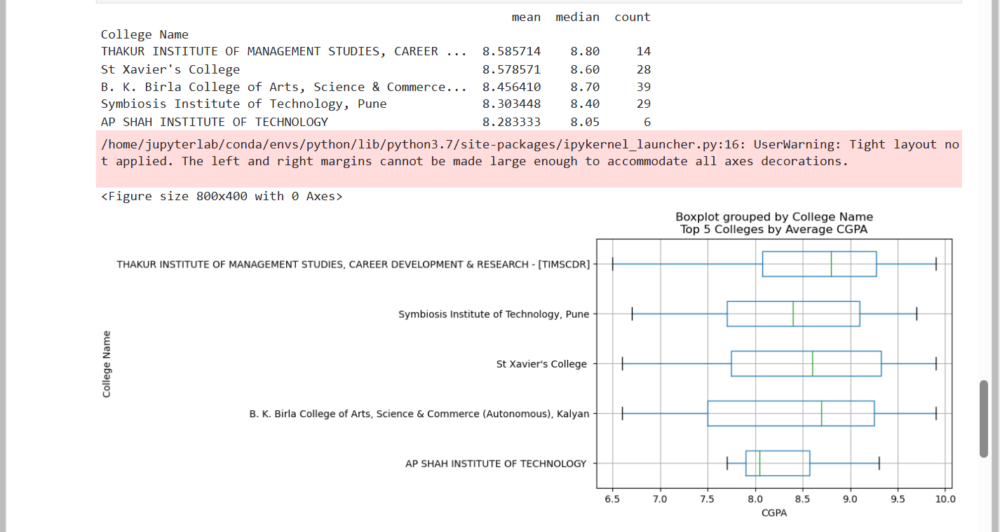 mean median count
College Name
THAKUR INSTITUTE OF MANAGEMENT STUDIES, CAREER ... 8.585714 8.80 14
St Xavier's College 8.578571 8.60 28
B. K. Birla College of Arts, Science & Commerce... 8.456410 8.70 39
Symbiosis Institute of Technology, Pune 8.303448 8.40 29
AP SHAH INSTITUTE OF TECHNOLOGY 8.283333 8.05 6
/home/jupyterlab/conda/envs/python/lib/python3.7/site-packages/ipykernel_launcher.py:16: UserWarning: Tight layout no
t applied. The left and right margins cannot be made large enough to accommodate all axes decorations.
<Figure size 800x400 with 0 Axes>
Boxplot grouped by College Name
Top 5 Colleges by Average CGPA
College Name
THAKUR INSTITUTE OF MANAGEMENT STUDIES, CAREER DEVELOPMENT & RESEARCH - [TIMSCDR]
Symbiosis Institute of Technology, Pune
St Xavier's College
B. K. Birla College of Arts, Science & Commerce (Autonomous), Kalyan
AP SHAH INSTITUTE OF TECHNOLOGY
6.5 7.0 7.5 8.0 8.5 9.0 9.5 10.0
CGPA